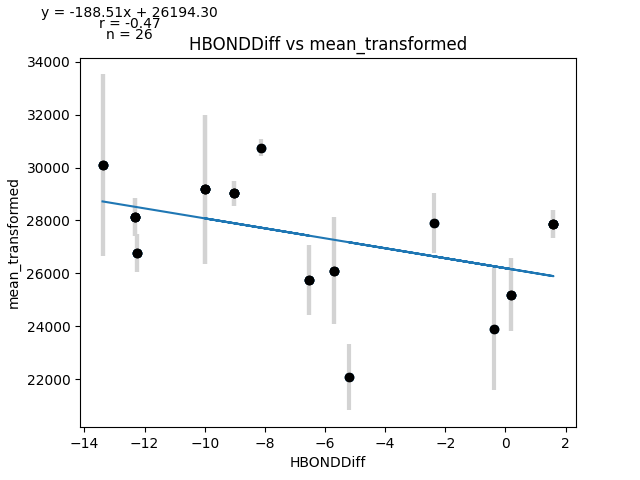 y = -188.51x + 26194.30
r = -0.47
n = 26
HBONDDiff vs mean_transformed
34000
32000
30000
28000
26000
24000
22000
mean_transformed
−14
−12
−10
−8
−6
−4
−2
0
2
HBONDDiff